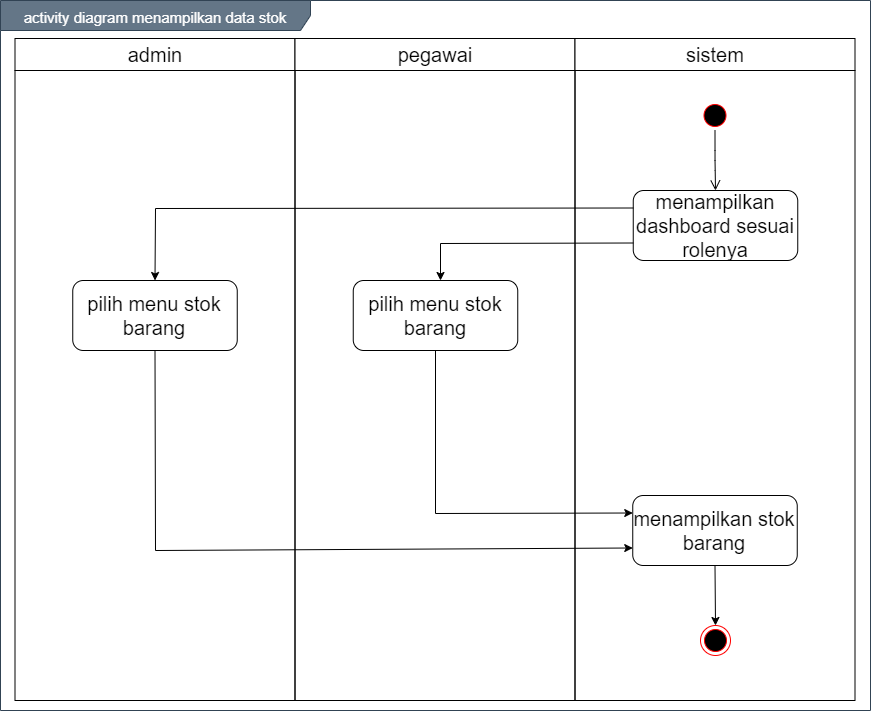 activity diagram menampilkan data stok
admin
pegawai
sistem
menampilkan
dashboard sesuai
rolenya
pilih menu stok
barang
pilih menu stok
barang
menampilkan stok
barang